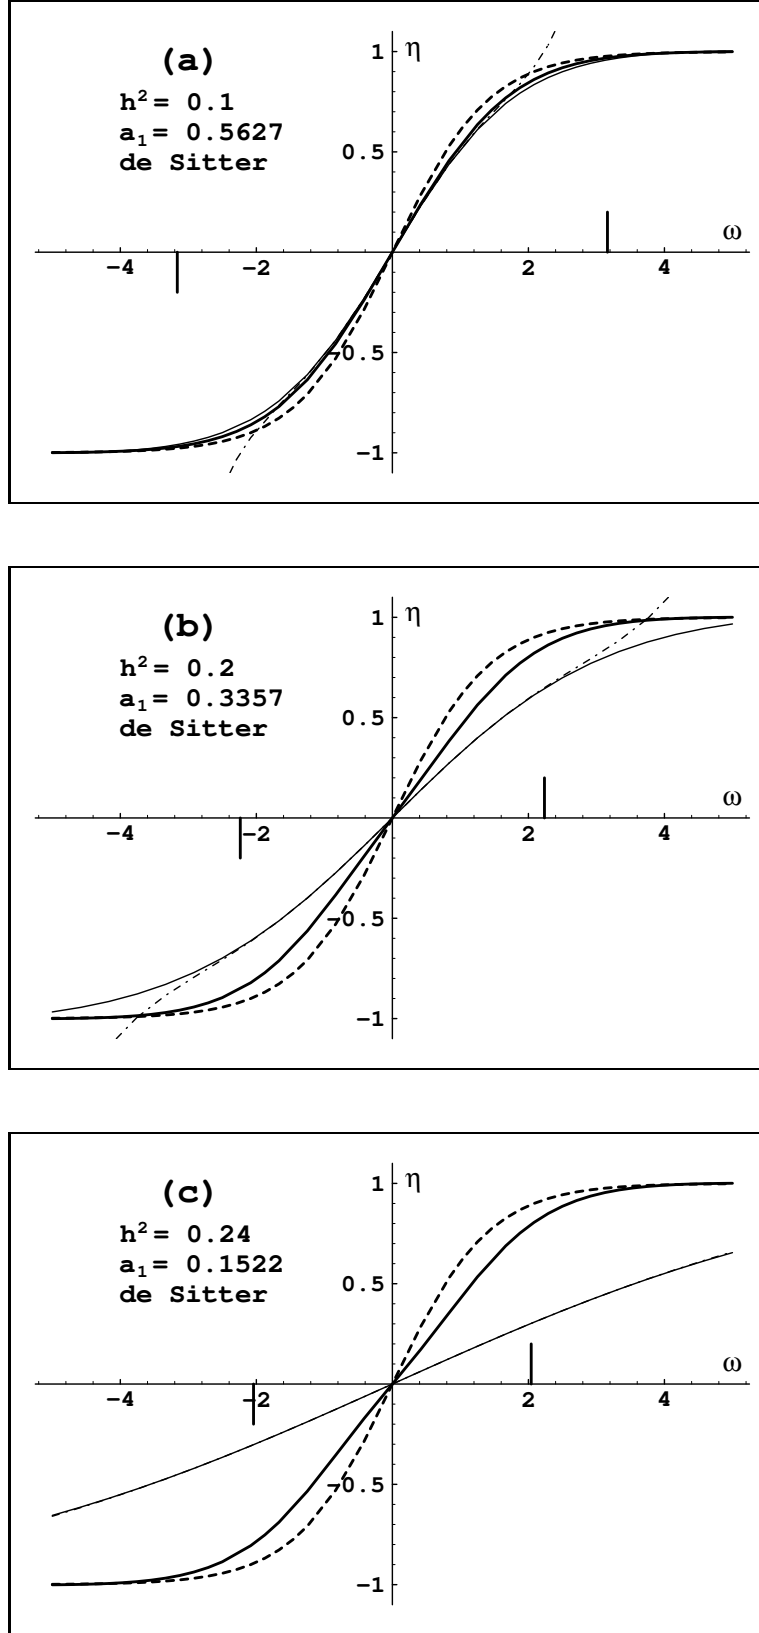 (a)
h² = 0.1
a₁ = 0.5627
de Sitter
η
1
0.5
-0.5
-1
-4 -2 2 4
ω
(b)
h² = 0.2
a₁ = 0.3357
de Sitter
η
1
0.5
-0.5
-1
-4 -2 2 4
ω
(c)
h² = 0.24
a₁ = 0.1522
de Sitter
η
1
0.5
-0.5
-1
-4 -2 2 4
ω